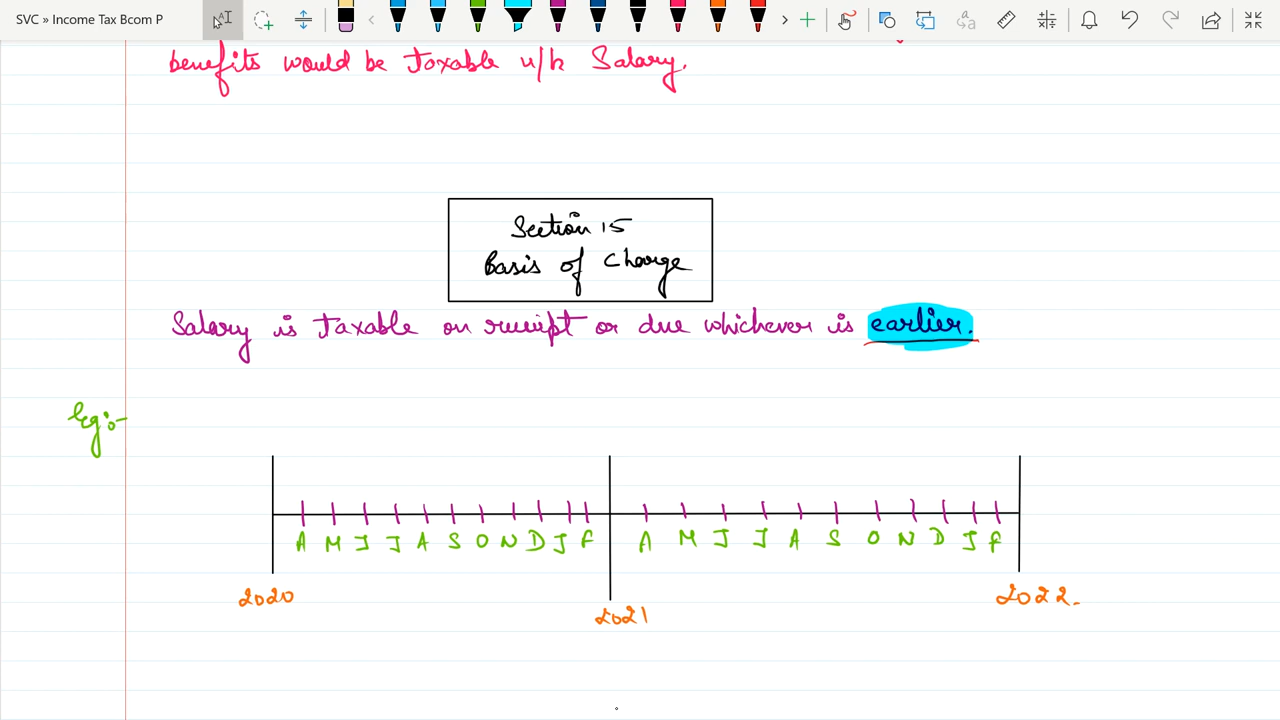 SVC » Income Tax Bcom P
benefits would be taxable u/h Salary.
Section 15
Basis of Charge
Salary is taxable on receipt or due whichever is earlier.
Eg:-
A M J J A S O N D J F A M J J A S O N D J F
2020 2021 2022.